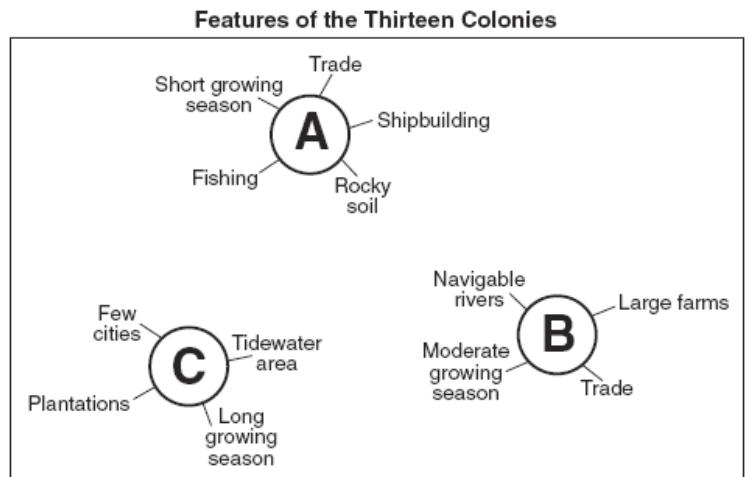 Features of the Thirteen Colonies
Trade
Short growing
season
Shipbuilding
A
Fishing
Rocky
soil
Navigable
rivers
Large farms
B
Moderate
growing
season
Trade
Few
cities
Tidewater
area
C
Plantations
Long
growing
season